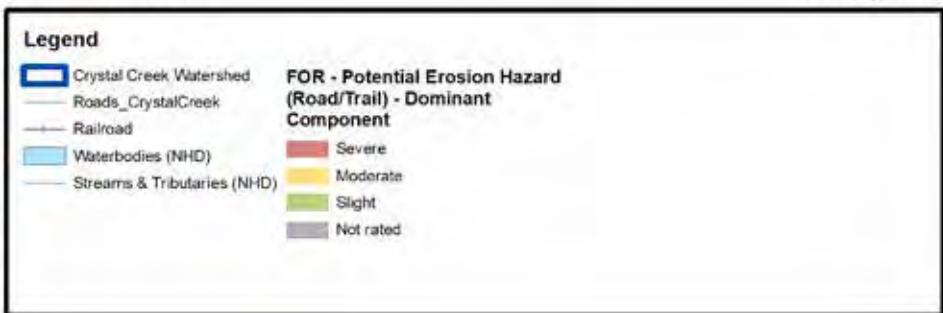 Legend
Crystal Creek Watershed
Roads_CrystalCreek
Railroad
Waterbodies (NHD)
Streams & Tributaries (NHD)
FOR - Potential Erosion Hazard
(Road/Trail) - Dominant
Component
Severe
Moderate
Slight
Not rated